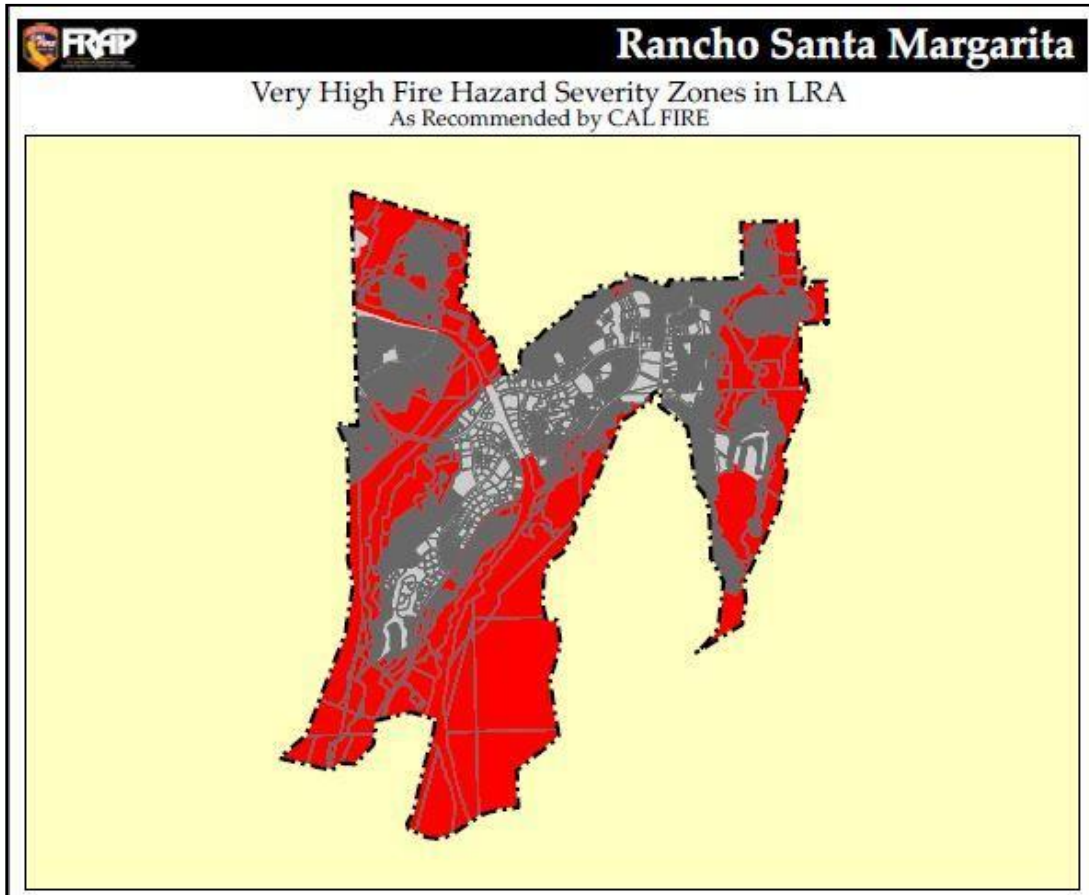 FRAP
Rancho Santa Margarita
Very High Fire Hazard Severity Zones in LRA
As Recommended by CAL FIRE